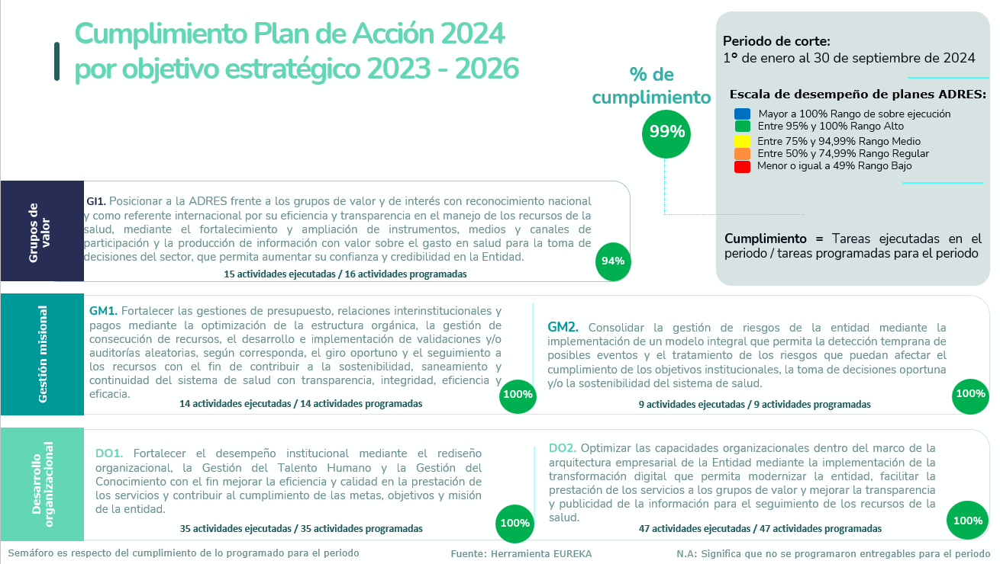 Cumplimiento Plan de Acción 2024
por objetivo estratégico 2023 - 2026
% de
cumplimiento
99%
Periodo de corte:
1° de enero al 30 de septiembre de 2024
Escala de desempeño de planes ADRES:
Mayor a 100% Rango de sobre ejecución
Entre 95% y 100% Rango Alto
Entre 75% y 94,99% Rango Medio
Entre 50% y 74,99% Rango Regular
Menor o igual a 49% Rango Bajo
Cumplimiento = Tareas ejecutadas en el
periodo / tareas programadas para el periodo
Grupos de
valor
GI1. Posicionar a la ADRES frente a los grupos de valor y de interés con reconocimiento nacional
y como referente internacional por su eficiencia y transparencia en el manejo de los recursos de la
salud, mediante el fortalecimiento y ampliación de instrumentos, medios y canales de
participación y la producción de información con valor sobre el gasto en salud para la toma de
decisiones del sector, que permita aumentar su confianza y credibilidad en la Entidad.
15 actividades ejecutadas / 16 actividades programadas
94%
Gestión misional
GM1. Fortalecer las gestiones de presupuesto, relaciones interinstitucionales y
pagos mediante la optimización de la estructura orgánica, la gestión de
consecución de recursos, el desarrollo e implementación de validaciones y/o
auditorías aleatorias, según corresponda, el giro oportuno y el seguimiento a
los recursos con el fin de contribuir a la sostenibilidad, saneamiento y
continuidad del sistema de salud con transparencia, integridad, eficiencia y
eficacia.
14 actividades ejecutadas / 14 actividades programadas
100%
GM2. Consolidar la gestión de riesgos de la entidad mediante la
implementación de un modelo integral que permita la detección temprana de
posibles eventos y el tratamiento de los riesgos que puedan afectar el
cumplimiento de los objetivos institucionales, la toma de decisiones oportuna
y/o la sostenibilidad del sistema de salud.
9 actividades ejecutadas / 9 actividades programadas
100%
Desarrollo
organizacional
DO1. Fortalecer el desempeño institucional mediante el rediseño
organizacional, la Gestión del Talento Humano y la Gestión del
Conocimiento con el fin mejorar la eficiencia y calidad en la prestación de
los servicios y contribuir al cumplimiento de las metas, objetivos y misión
de la entidad.
35 actividades ejecutadas / 35 actividades programadas
100%
DO2. Optimizar las capacidades organizacionales dentro del marco de la
arquitectura empresarial de la Entidad mediante la implementación de la
transformación digital que permita modernizar la entidad, facilitar la
prestación de los servicios a los grupos de valor y mejorar la transparencia
y publicidad de la información para el seguimiento de los recursos de la
salud.
47 actividades ejecutadas / 47 actividades programadas
100%
Semáforo es respecto del cumplimiento de lo programado para el periodo
Fuente: Herramienta EUREKA
N.A: Significa que no se programaron entregables para el periodo